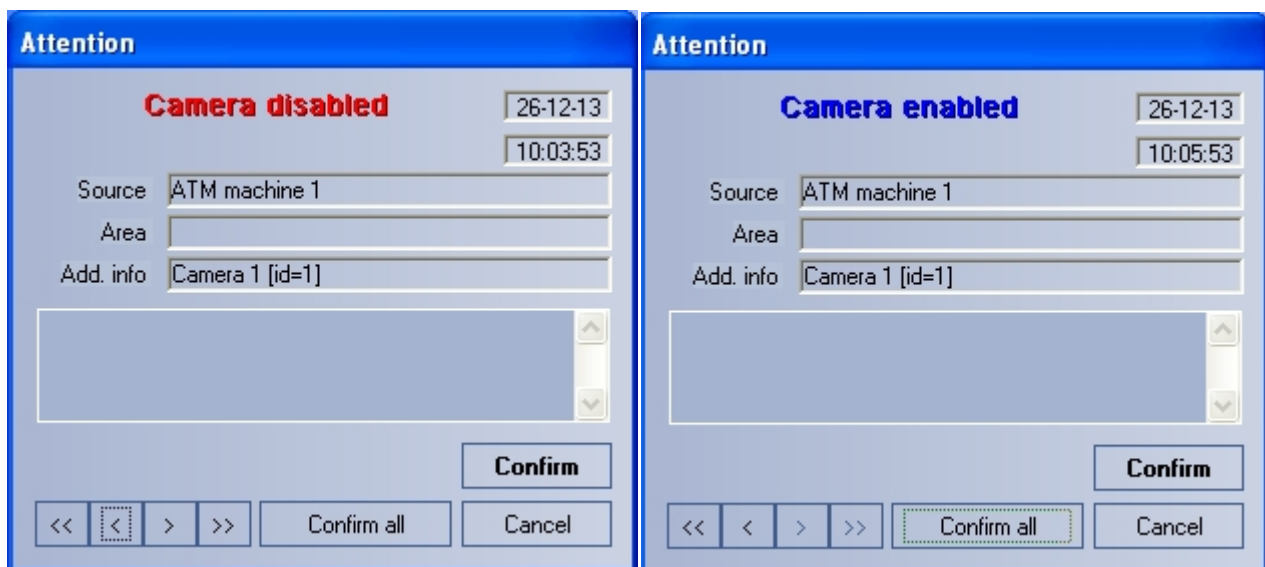 Attention
Camera disabled
26-12-13
10:03:53
Source ATM machine 1
Area
Add. info Camera 1 [id=1]
Confirm
<< < > >> Confirm all Cancel
Attention
Camera enabled
26-12-13
10:05:53
Source ATM machine 1
Area
Add. info Camera 1 [id=1]
Confirm
<< < > >> Confirm all Cancel